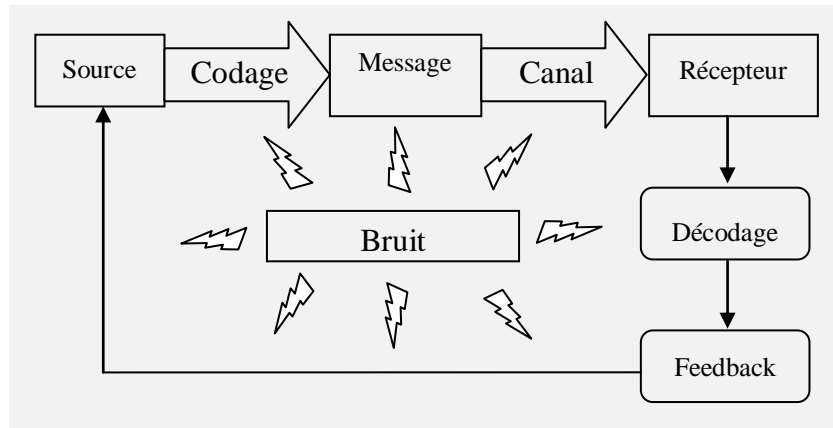 Source
Codage
Message
Canal
Récepteur
Bruit
Décodage
Feedback